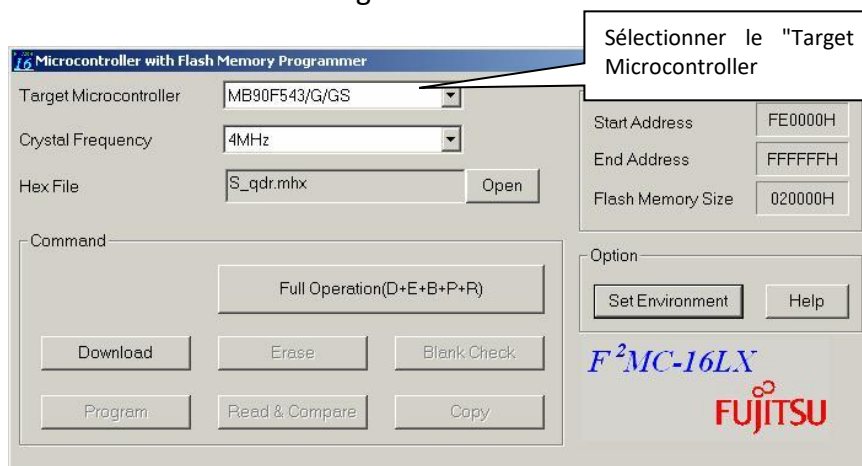 Sélectionner le "Target
Microcontroller
16 Microcontroller with Flash Memory Programmer
Target Microcontroller MB90F543/G/GS
Crystal Frequency 4MHz
Hex File S_qdr.mhx Open
Start Address FE0000H
End Address FFFFFFH
Flash Memory Size 020000H
Command
Full Operation(D+E+B+P+R)
Download Erase Blank Check
Program Read & Compare Copy
Option
Set Environment Help
F²MC-16LX
FUJITSU